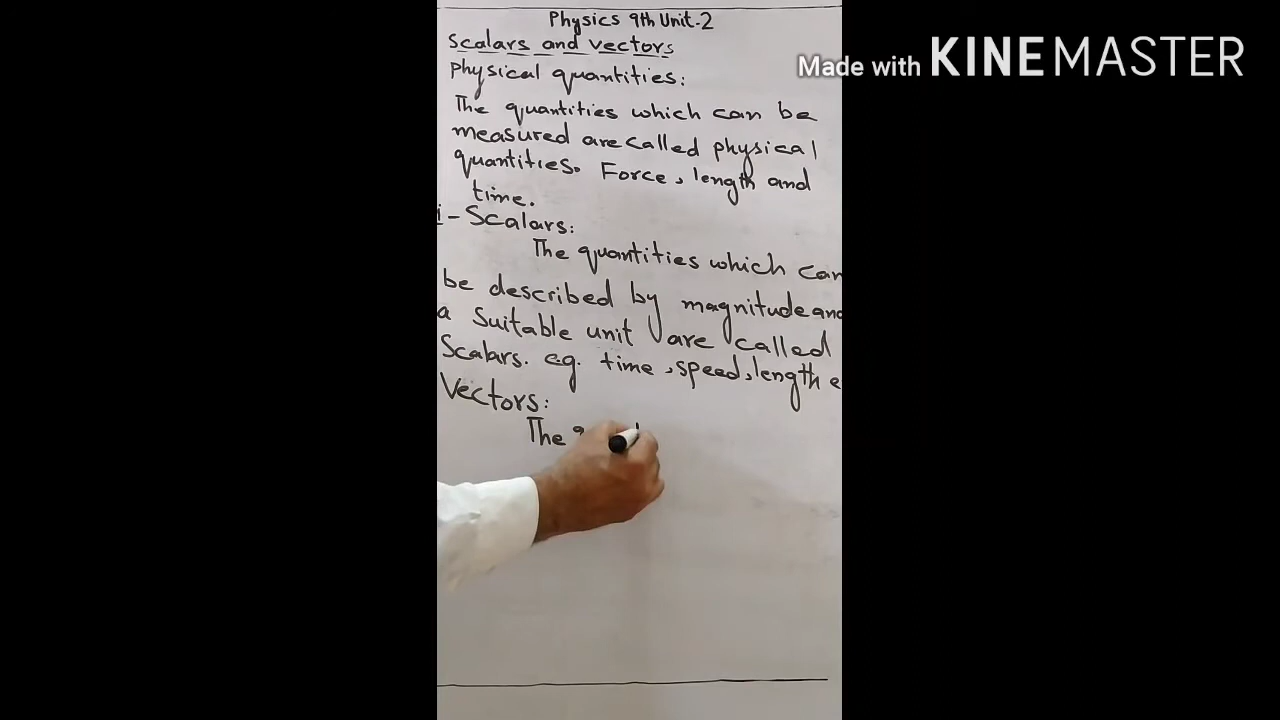 Physics 9th Unit-2
Scalars and vectors
Physical quantities:
The quantities which can be
measured are called physical
quantities. Force, length and
time.
i- Scalars:
The quantities which can
be described by magnitude and
a suitable unit are called
Scalars. e.g. time, speed, length e
Vectors:
The
Made with KINEMASTER